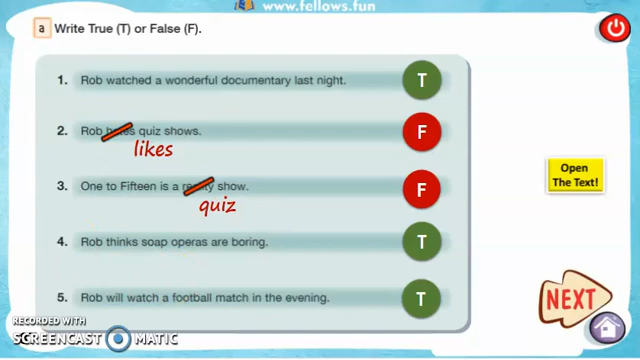 www.fellows.fun
a Write True (T) or False (F).
1. Rob watched a wonderful documentary last night. T
2. Rob hates quiz shows. F
likes
3. One to Fifteen is a reality show. F
quiz
Open
The Text!
4. Rob thinks soap operas are boring. T
5. Rob will watch a football match in the evening. T
NEXT
RECORDED WITH
SCREENCAST MATIC